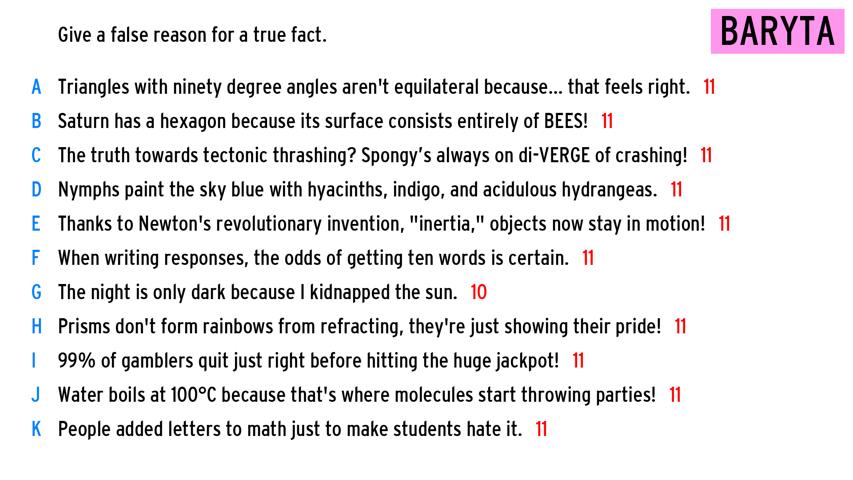 Give a false reason for a true fact.
BARYTA
A Triangles with ninety degree angles aren't equilateral because... that feels right. 11
B Saturn has a hexagon because its surface consists entirely of BEES! 11
C The truth towards tectonic thrashing? Spongy’s always on di-VERGE of crashing! 11
D Nymphs paint the sky blue with hyacinths, indigo, and acidulous hydrangeas. 11
E Thanks to Newton's revolutionary invention, "inertia," objects now stay in motion! 11
F When writing responses, the odds of getting ten words is certain. 11
G The night is only dark because I kidnapped the sun. 10
H Prisms don't form rainbows from refracting, they're just showing their pride! 11
I 99% of gamblers quit just right before hitting the huge jackpot! 11
J Water boils at 100°C because that's where molecules start throwing parties! 11
K People added letters to math just to make students hate it. 11